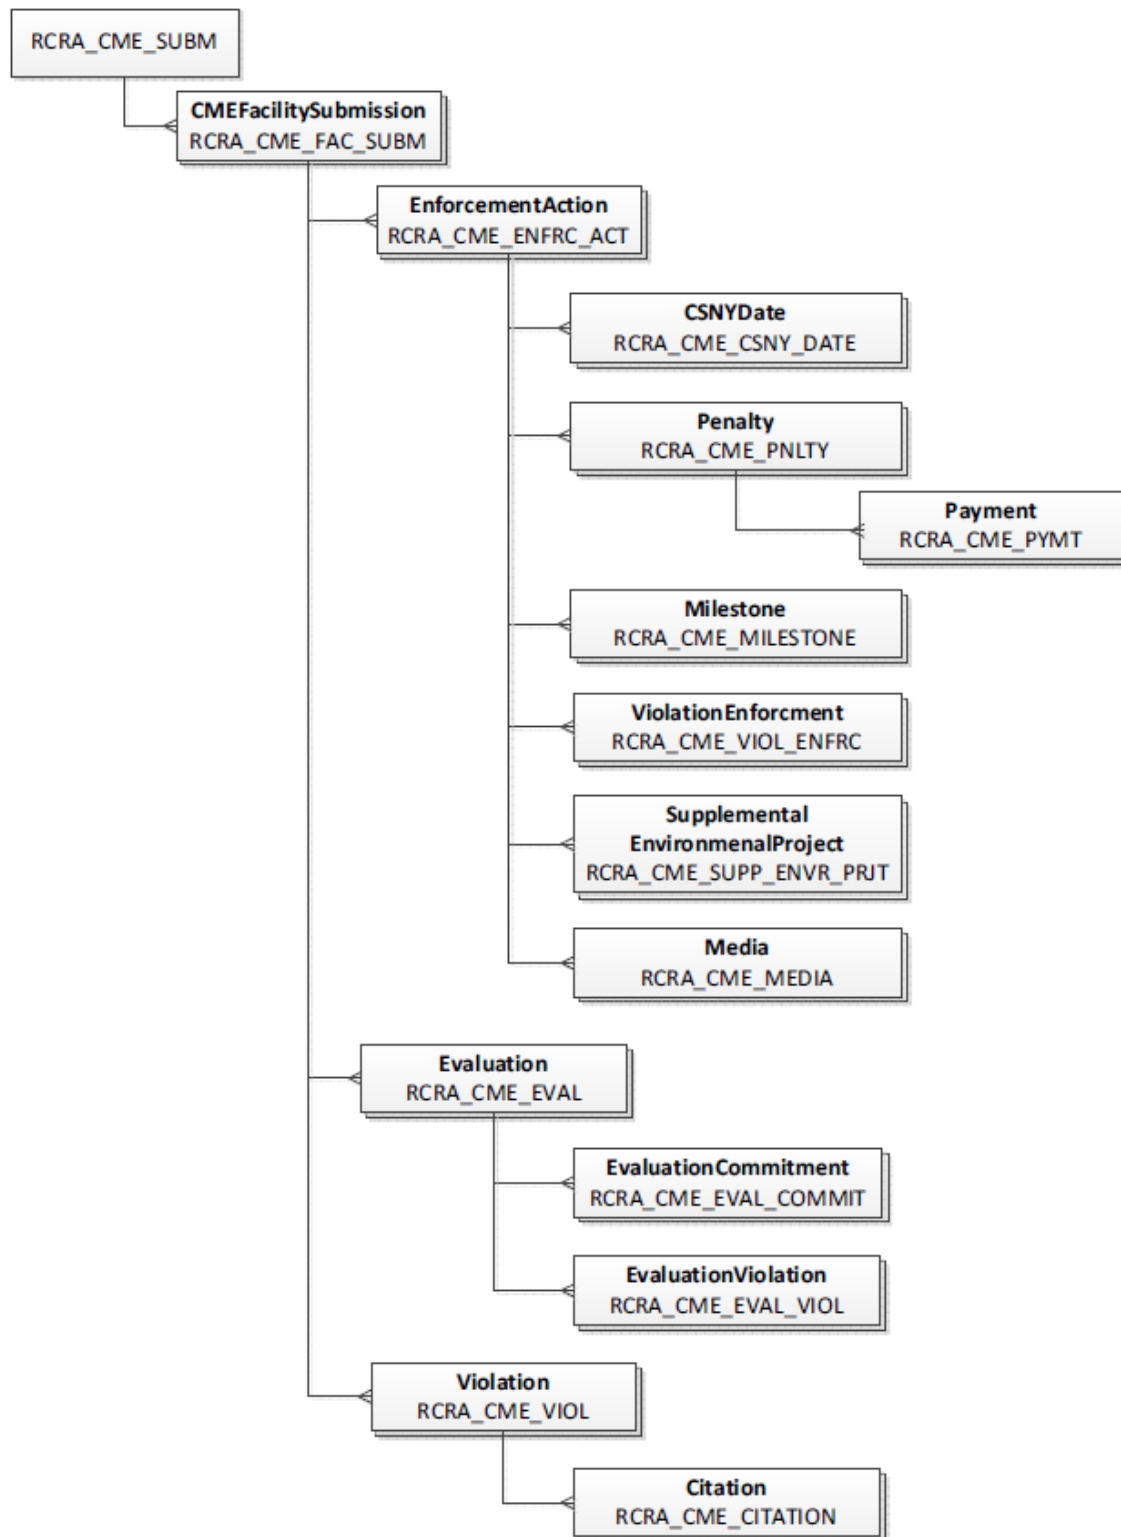 RCRA_CME_SUBM
CMEFacilitySubmission
RCRA_CME_FAC_SUBM
EnforcementAction
RCRA_CME_ENFRC_ACT
CSNYDate
RCRA_CME_CSNY_DATE
Penalty
RCRA_CME_PNLTY
Payment
RCRA_CME_PYMT
Milestone
RCRA_CME_MILESTONE
ViolationEnforcment
RCRA_CME_VIOL_ENFRC
Supplemental
EnvironmenalProject
RCRA_CME_SUPP_ENVR_PRJT
Media
RCRA_CME_MEDIA
Evaluation
RCRA_CME_EVAL
EvaluationCommitment
RCRA_CME_EVAL_COMMIT
EvaluationViolation
RCRA_CME_EVAL_VIOL
Violation
RCRA_CME_VIOL
Citation
RCRA_CME_CITATION